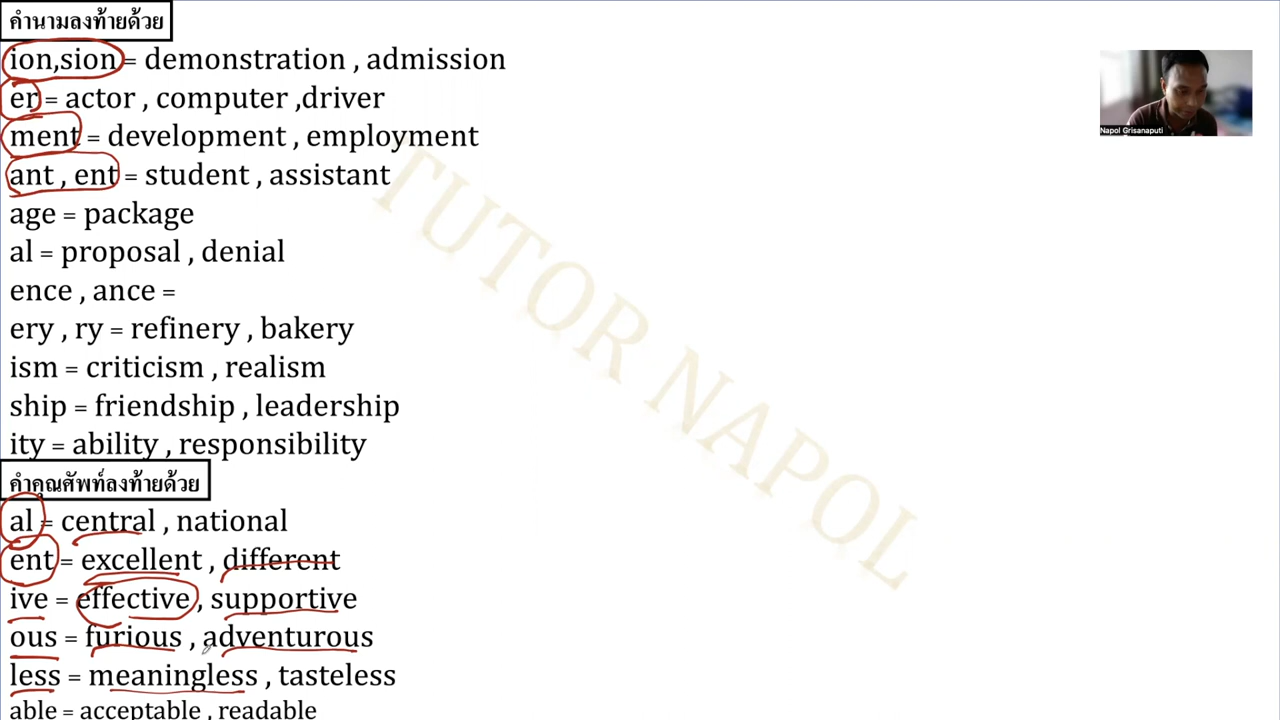 คำนามลงท้ายด้วย
ion,sion = demonstration , admission
er = actor , computer ,driver
ment = development , employment
ant , ent = student , assistant
age = package
al = proposal , denial
ence , ance =
ery , ry = refinery , bakery
ism = criticism , realism
ship = friendship , leadership
ity = ability , responsibility
คำคุณศัพท์ลงท้ายด้วย
al = central , national
ent = excellent , different
ive = effective , supportive
ous = furious , adventurous
less = meaningless , tasteless
able = acceptable , readable
TUTOR NAPOL
Napol Grisanaputi